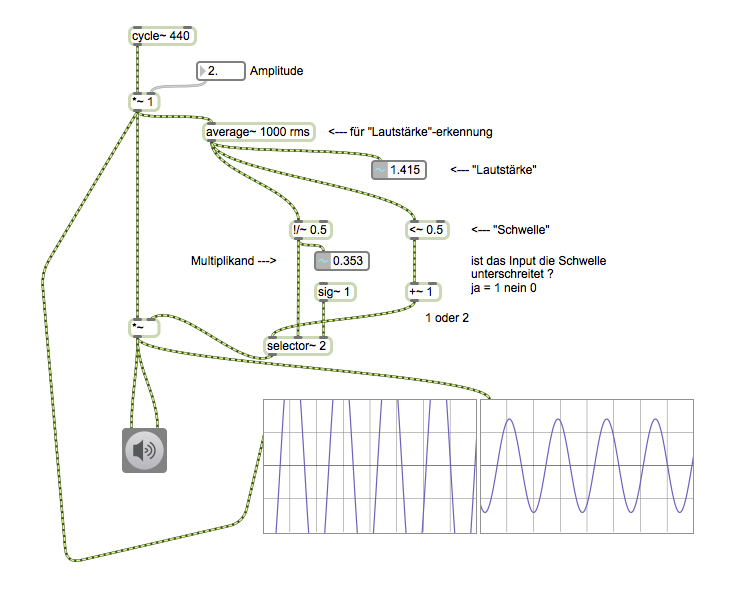 cycle~ 440
2. Amplitude
*~ 1
average~ 1000 rms <--- für "Lautstärke"-erkennung
~ 1.415 <--- "Lautstärke"
!/~ 0.5 <~ 0.5 <--- "Schwelle"
Multiplikand ---> ~ 0.353 ist das Input die Schwelle
unterschreitet ?
sig~ 1 +~ 1 ja = 1 nein 0
1 oder 2
*~
selector~ 2